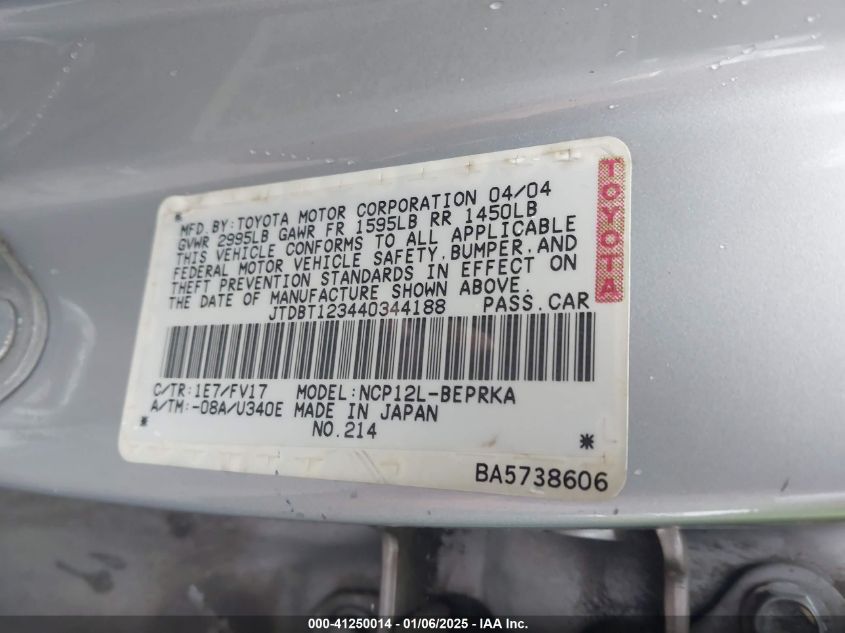 MFD. BY: TOYOTA MOTOR CORPORATION 04/04
GVWR 2995LB GAWR FR 1595LB RR 1450LB
THIS VEHICLE CONFORMS TO ALL APPLICABLE
FEDERAL MOTOR VEHICLE SAFETY, BUMPER, AND
THEFT PREVENTION STANDARDS IN EFFECT ON
THE DATE OF MANUFACTURE SHOWN ABOVE.
JTDBT123440344188 PASS. CAR
TOYOTA
C/TR: 1E7/FV17 MODEL: NCP12L-BEPRKA
A/TM: -08A/U340E MADE IN JAPAN
NO. 214
BA5738606
000-41250014 - 01/06/2025 - IAA Inc.